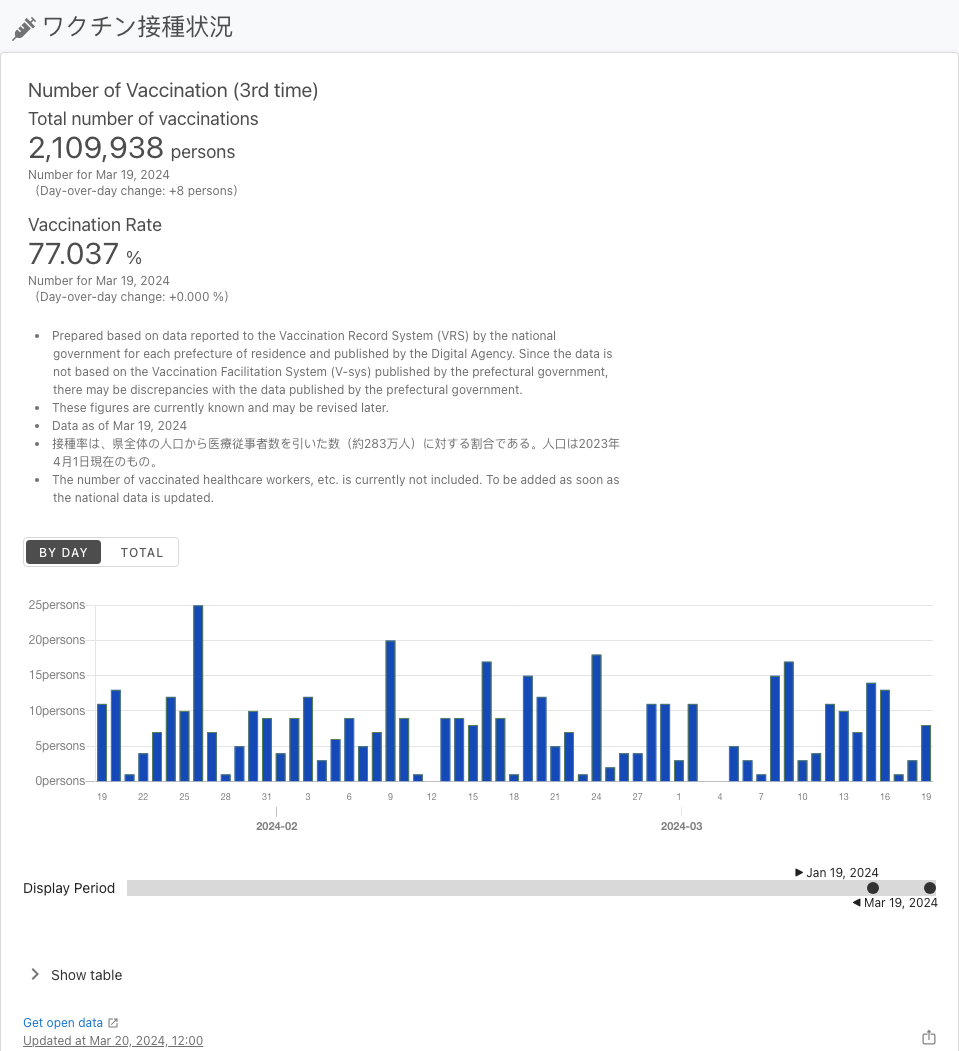 ワクチン接種状況
Number of Vaccination (3rd time)
Total number of vaccinations
2,109,938 persons
Number for Mar 19, 2024
(Day-over-day change: +8 persons)
Vaccination Rate
77.037 %
Number for Mar 19, 2024
(Day-over-day change: +0.000 %)
• Prepared based on data reported to the Vaccination Record System (VRS) by the national
government for each prefecture of residence and published by the Digital Agency. Since the data is
not based on the Vaccination Facilitation System (V-sys) published by the prefectural government,
there may be discrepancies with the data published by the prefectural government.
• These figures are currently known and may be revised later.
• Data as of Mar 19, 2024
• 接種率は、県全体の人口から医療従事者数を引いた数（約283万人）に対する割合である。人口は2023年
4月1日現在のもの。
• The number of vaccinated healthcare workers, etc. is currently not included. To be added as soon as
the national data is updated.
BY DAY TOTAL
25persons
20persons
15persons
10persons
5persons
0persons
19 22 25 28 31 3 6 9 12 15 18 21 24 27 1 4 7 10 13 16 19
2024-02 2024-03
▶ Jan 19, 2024
Display Period
◀ Mar 19, 2024
Show table
Get open data
Updated at Mar 20, 2024, 12:00